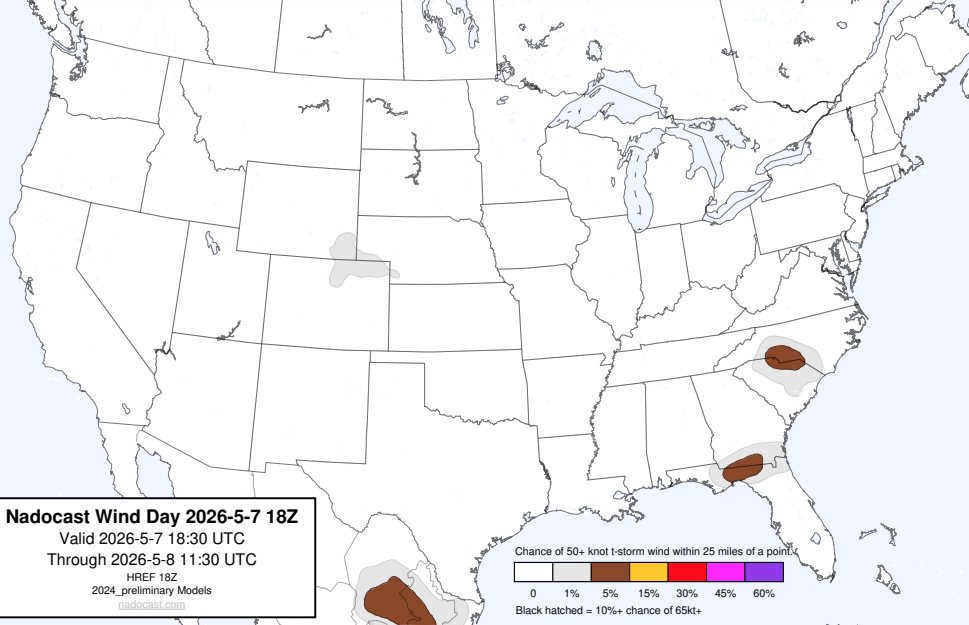 Nadocast Wind Day 2026-5-7 18Z
Valid 2026-5-7 18:30 UTC
Through 2026-5-8 11:30 UTC
HREF 18Z
2024_preliminary Models
nadocast.com
Chance of 50+ knot t-storm wind within 25 miles of a point.
0 1% 5% 15% 30% 45% 60%
Black hatched = 10%+ chance of 65kt+